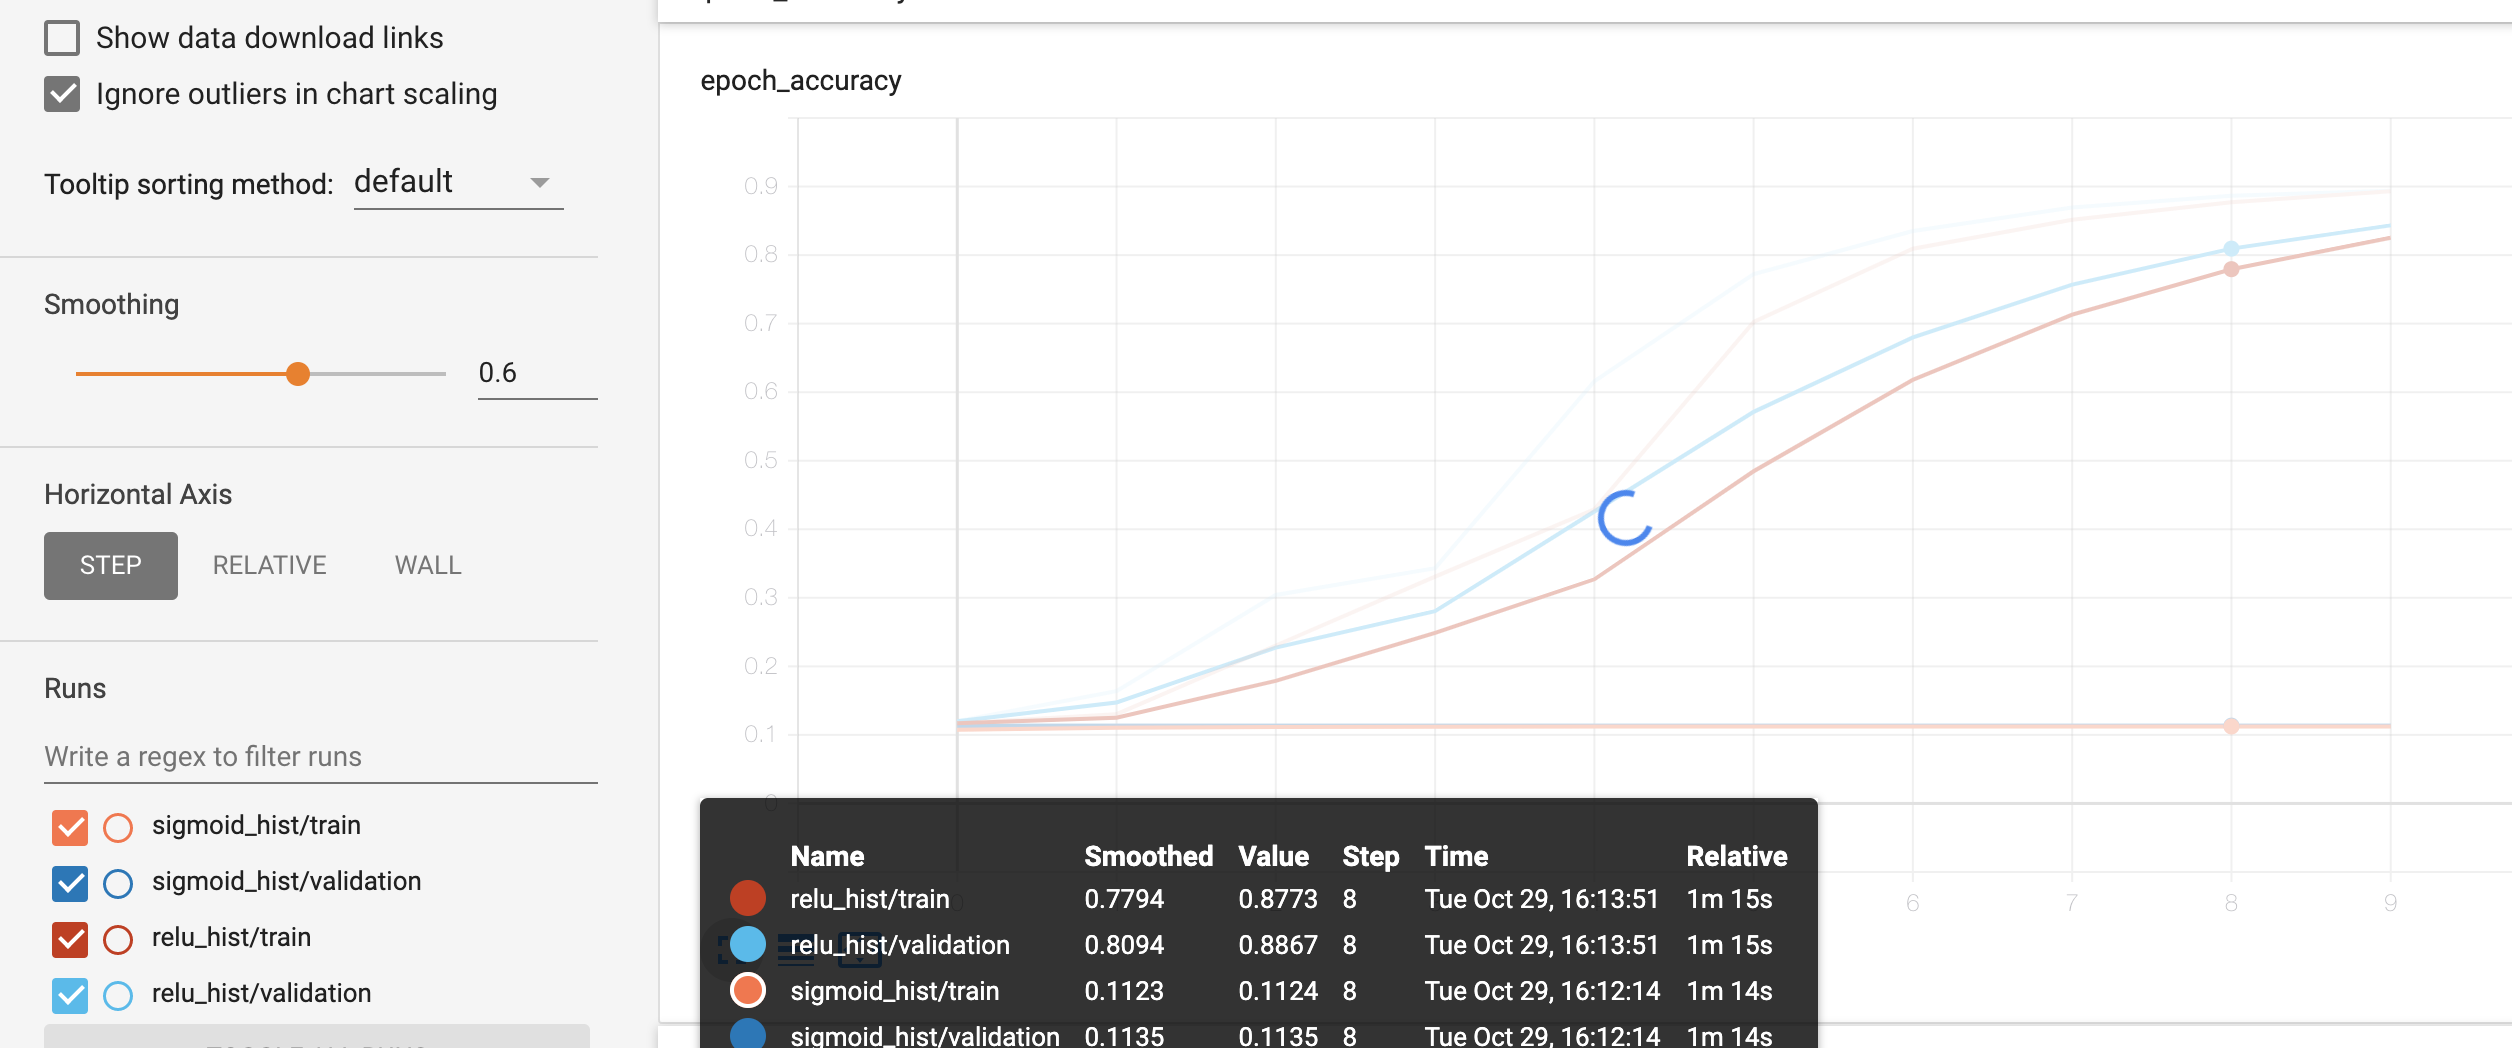 Show data download links
Ignore outliers in chart scaling
Tooltip sorting method: default
Smoothing
0.6
Horizontal Axis
STEP RELATIVE WALL
Runs
Write a regex to filter runs
sigmoid_hist/train
sigmoid_hist/validation
relu_hist/train
relu_hist/validation
epoch_accuracy
0.9
0.8
0.7
0.6
0.5
0.4
0.3
0.2
0.1
0
0 6 7 8 9
Name Smoothed Value Step Time Relative
relu_hist/train 0.7794 0.8773 8 Tue Oct 29, 16:13:51 1m 15s
relu_hist/validation 0.8094 0.8867 8 Tue Oct 29, 16:13:51 1m 15s
sigmoid_hist/train 0.1123 0.1124 8 Tue Oct 29, 16:12:14 1m 14s
sigmoid_hist/validation 0.1135 0.1135 8 Tue Oct 29, 16:12:14 1m 14s